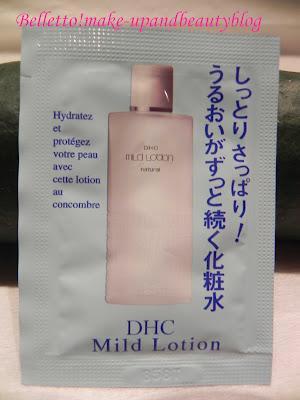 Belletto!make-upandbeautyblog
しっとりさっぱり！
うるおいがずっと続く化粧水
Hydratez
et
protégez
votre peau
avec
cette lotion
au
concombre
DHC
MILD LOTION
natural
DHC
Mild Lotion